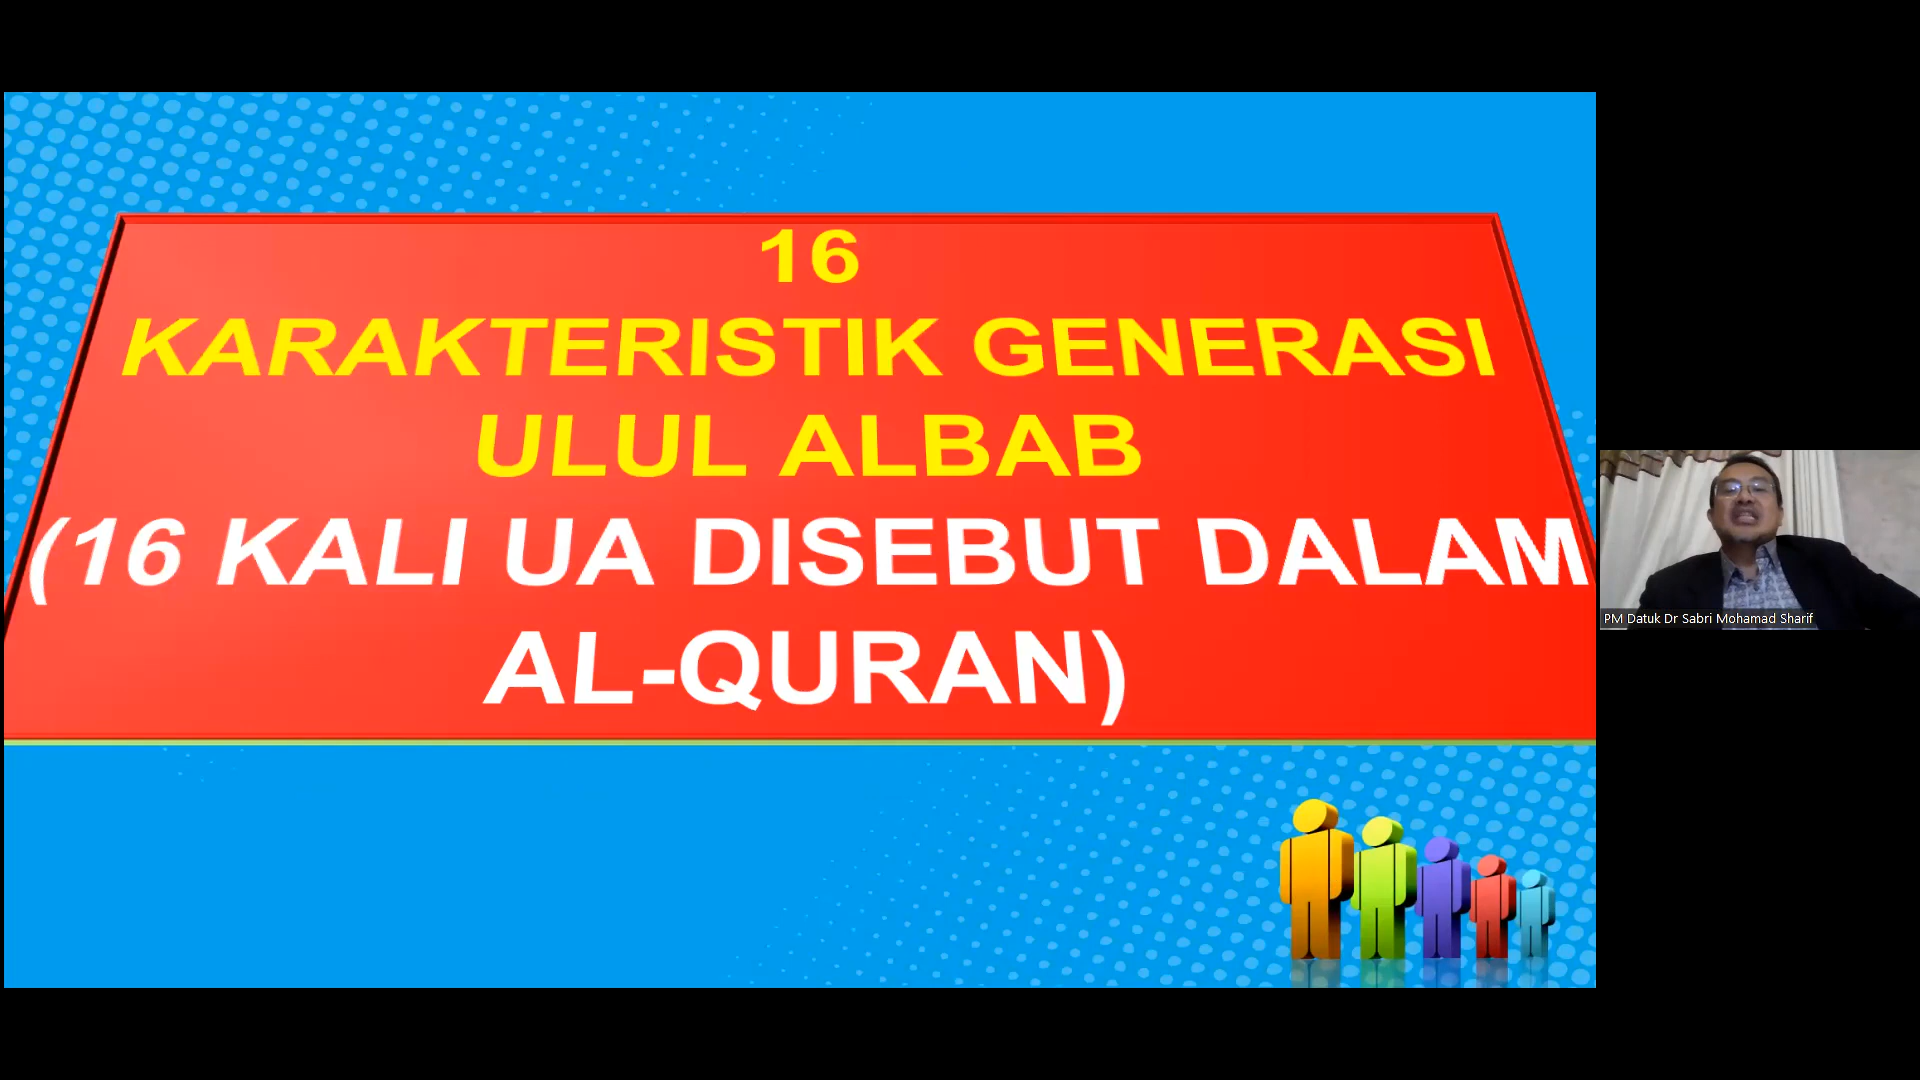 16
KARAKTERISTIK GENERASI
ULUL ALBAB
(16 KALI UA DISEBUT DALAM
AL-QURAN)
PM Datuk Dr Sabri Mohamad Sharif